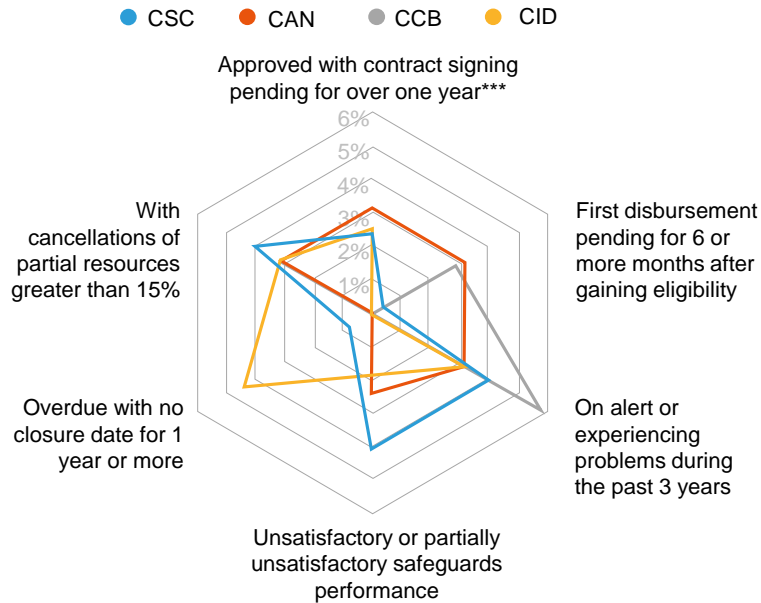 CSC CAN CCB CID
Approved with contract signing
pending for over one year***
6%
5%
4%
3%
2%
1%
With
cancellations of
partial resources
greater than 15%
First disbursement
pending for 6 or
more months after
gaining eligibility
Overdue with no
closure date for 1
year or more
On alert or
experiencing
problems during
the past 3 years
Unsatisfactory or partially
unsatisfactory safeguards
performance